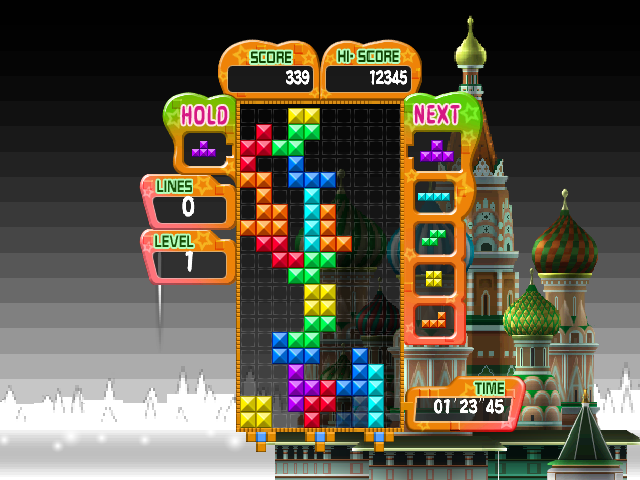 SCORE
339
HI-SCORE
12345
HOLD
NEXT
LINES
0
LEVEL
1
TIME
01'23"45